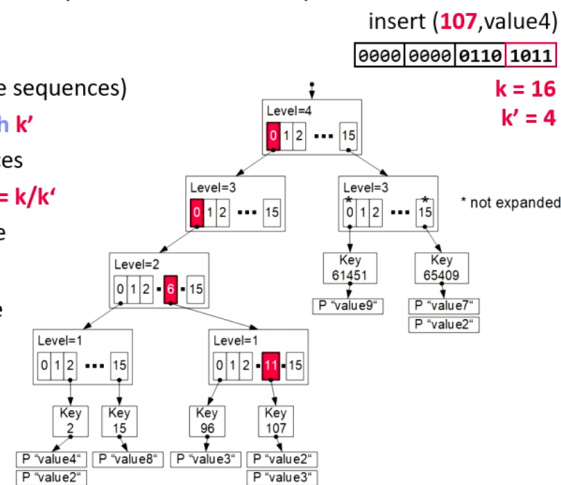 insert (107,value4)
0000 0000 0110 1011
e sequences)
k = 16
h k’
k’ = 4
ces
= k/k‘
e
e
Level=4
0 1 2 ... 15
Level=3
0 1 2 ... 15
Level=3
* *
0 1 2 ... 15
* not expanded
Level=2
0 1 2 6 15
Key
61451
Key
65409
P “value9“
P “value7“
P “value2“
Level=1
0 1 2 ... 15
Level=1
0 1 2 11 15
Key
2
Key
15
Key
96
Key
107
P “value4“
P “value2“
P “value8“
P “value3“
P “value2“
P “value3“